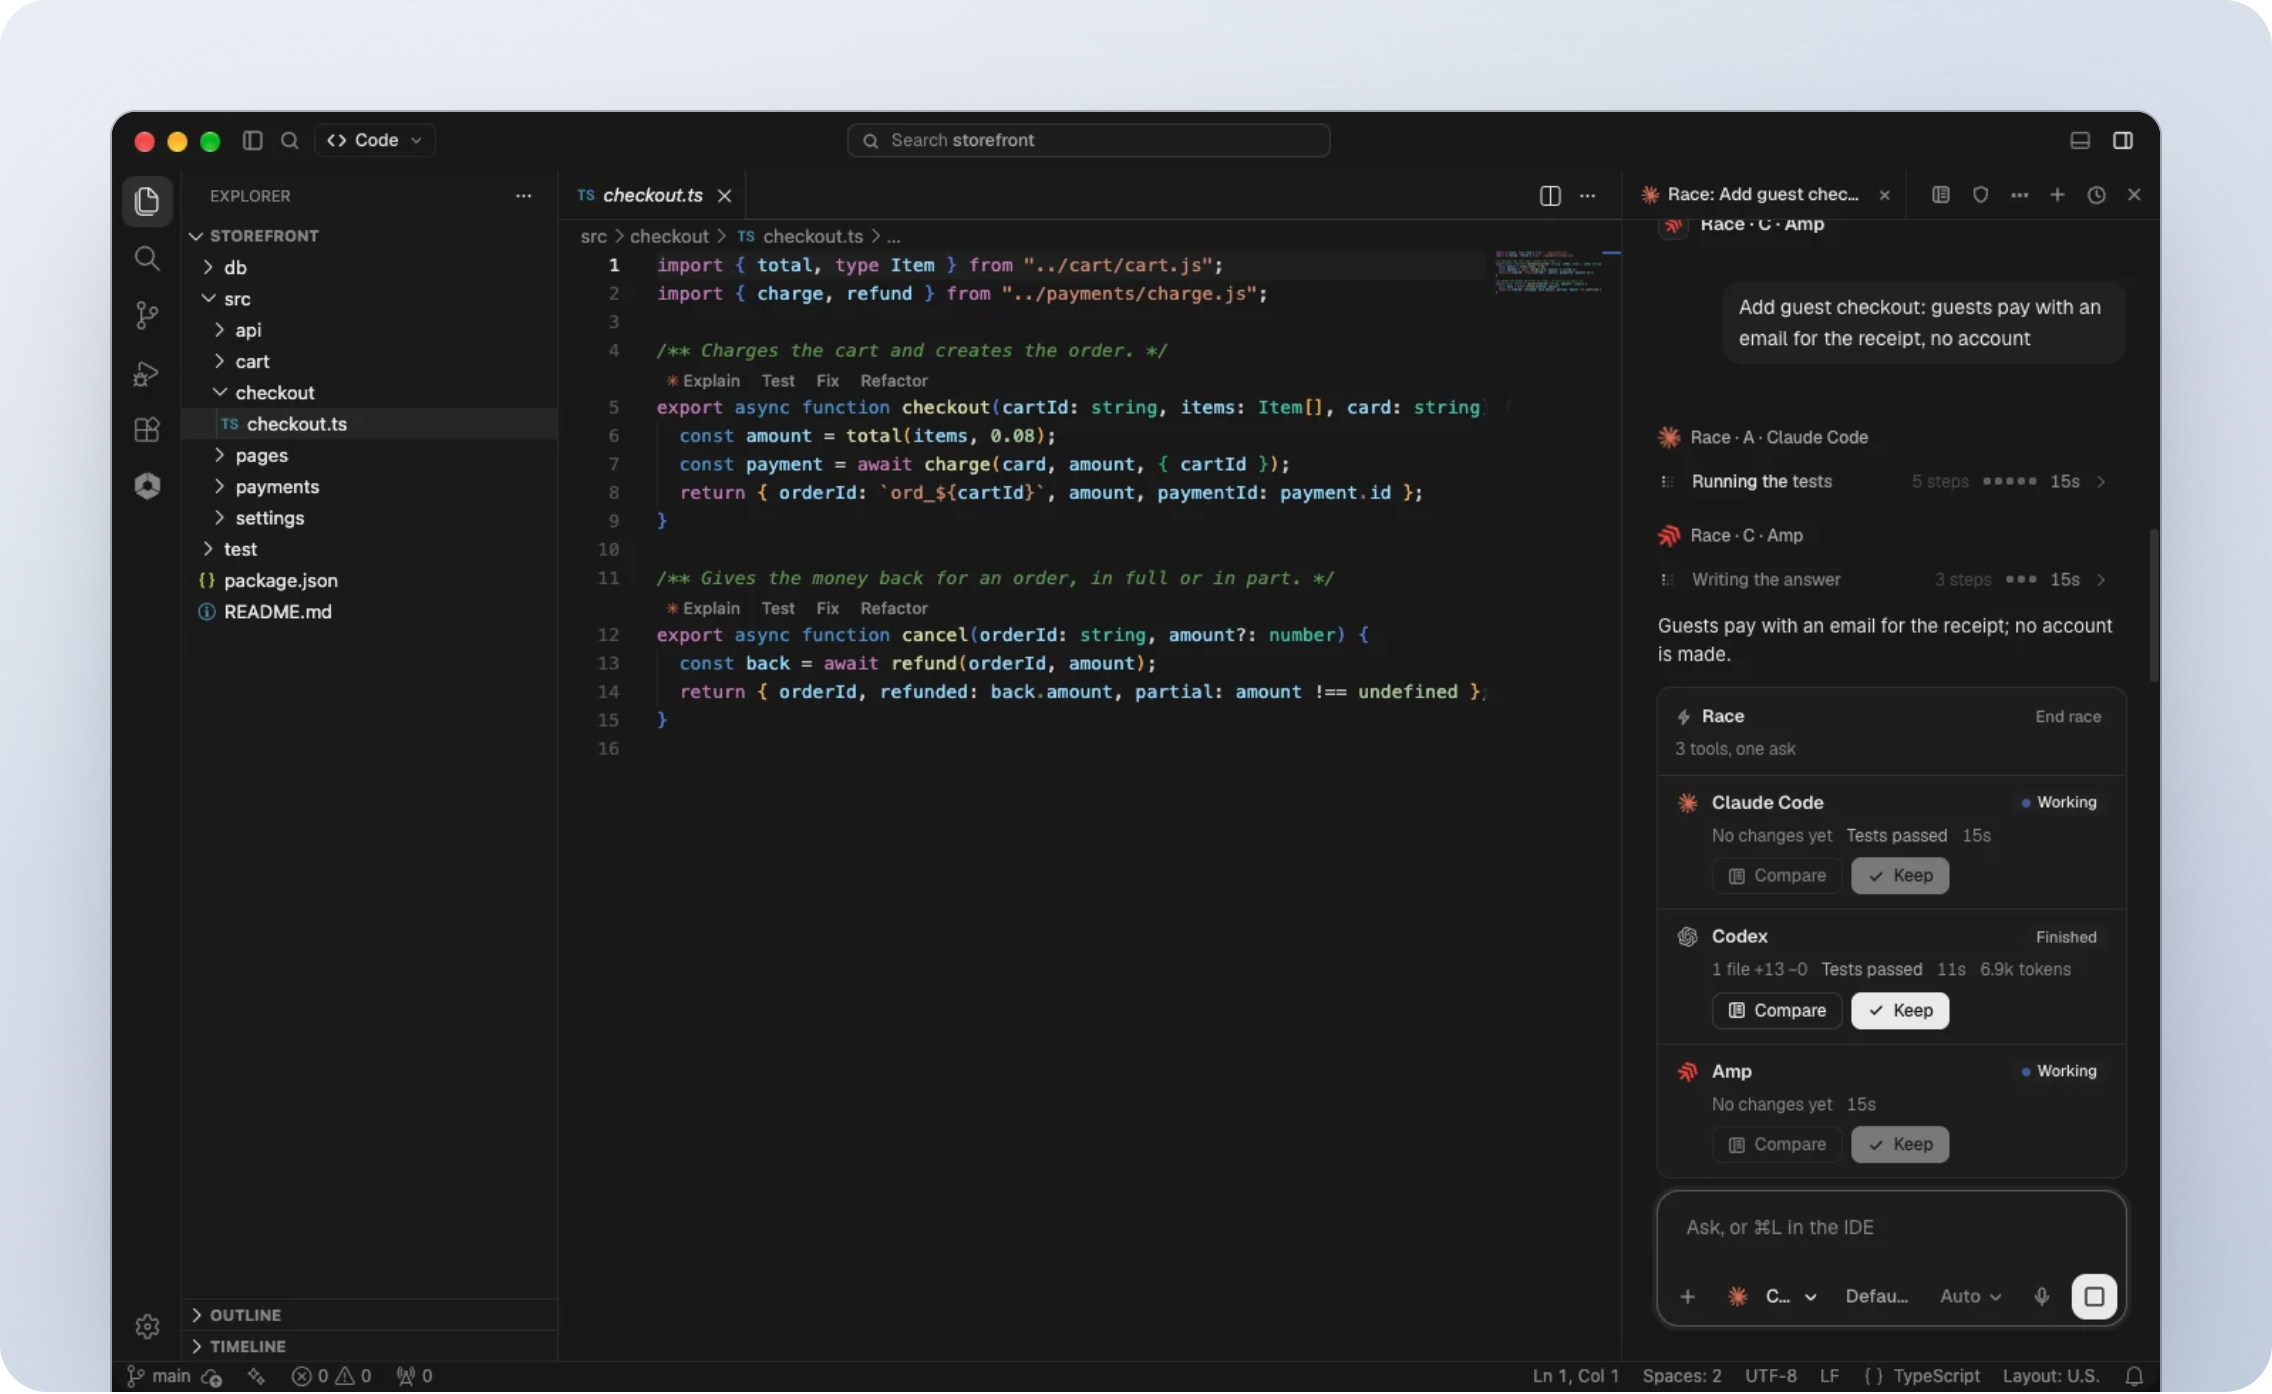 Code
Search storefront
EXPLORER
STOREFRONT
db
src
api
cart
checkout
TS checkout.ts
pages
payments
settings
test
{} package.json
README.md
OUTLINE
TIMELINE
TS checkout.ts
src > checkout > TS checkout.ts > ...
1 import { total, type Item } from "../cart/cart.js";
2 import { charge, refund } from "../payments/charge.js";
3
4 /** Charges the cart and creates the order. */
Explain Test Fix Refactor
5 export async function checkout(cartId: string, items: Item[], card: string)
6 const amount = total(items, 0.08);
7 const payment = await charge(card, amount, { cartId });
8 return { orderId: `ord_${cartId}`, amount, paymentId: payment.id };
9 }
10
11 /** Gives the money back for an order, in full or in part. */
Explain Test Fix Refactor
12 export async function cancel(orderId: string, amount?: number) {
13 const back = await refund(orderId, amount);
14 return { orderId, refunded: back.amount, partial: amount !== undefined };
15 }
16
Race: Add guest chec...
Race · C · Amp
Add guest checkout: guests pay with an
email for the receipt, no account
Race · A · Claude Code
Running the tests 5 steps 15s
Race · C · Amp
Writing the answer 3 steps 15s
Guests pay with an email for the receipt; no account
is made.
Race End race
3 tools, one ask
Claude Code Working
No changes yet Tests passed 15s
Compare Keep
Codex Finished
1 file +13 −0 Tests passed 11s 6.9k tokens
Compare Keep
Amp Working
No changes yet 15s
Compare Keep
Ask, or ⌘L in the IDE
C... Defau... Auto
main 0 0 0
Ln 1, Col 1 Spaces: 2 UTF-8 LF { } TypeScript Layout: U.S.